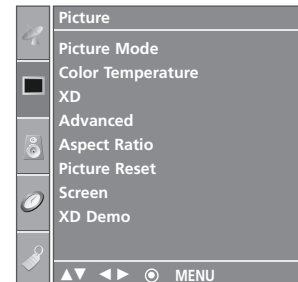 Picture
Picture Mode
Color Temperature
XD
Advanced
Aspect Ratio
Picture Reset
Screen
XD Demo
▲▼ ◄► ⦿ MENU